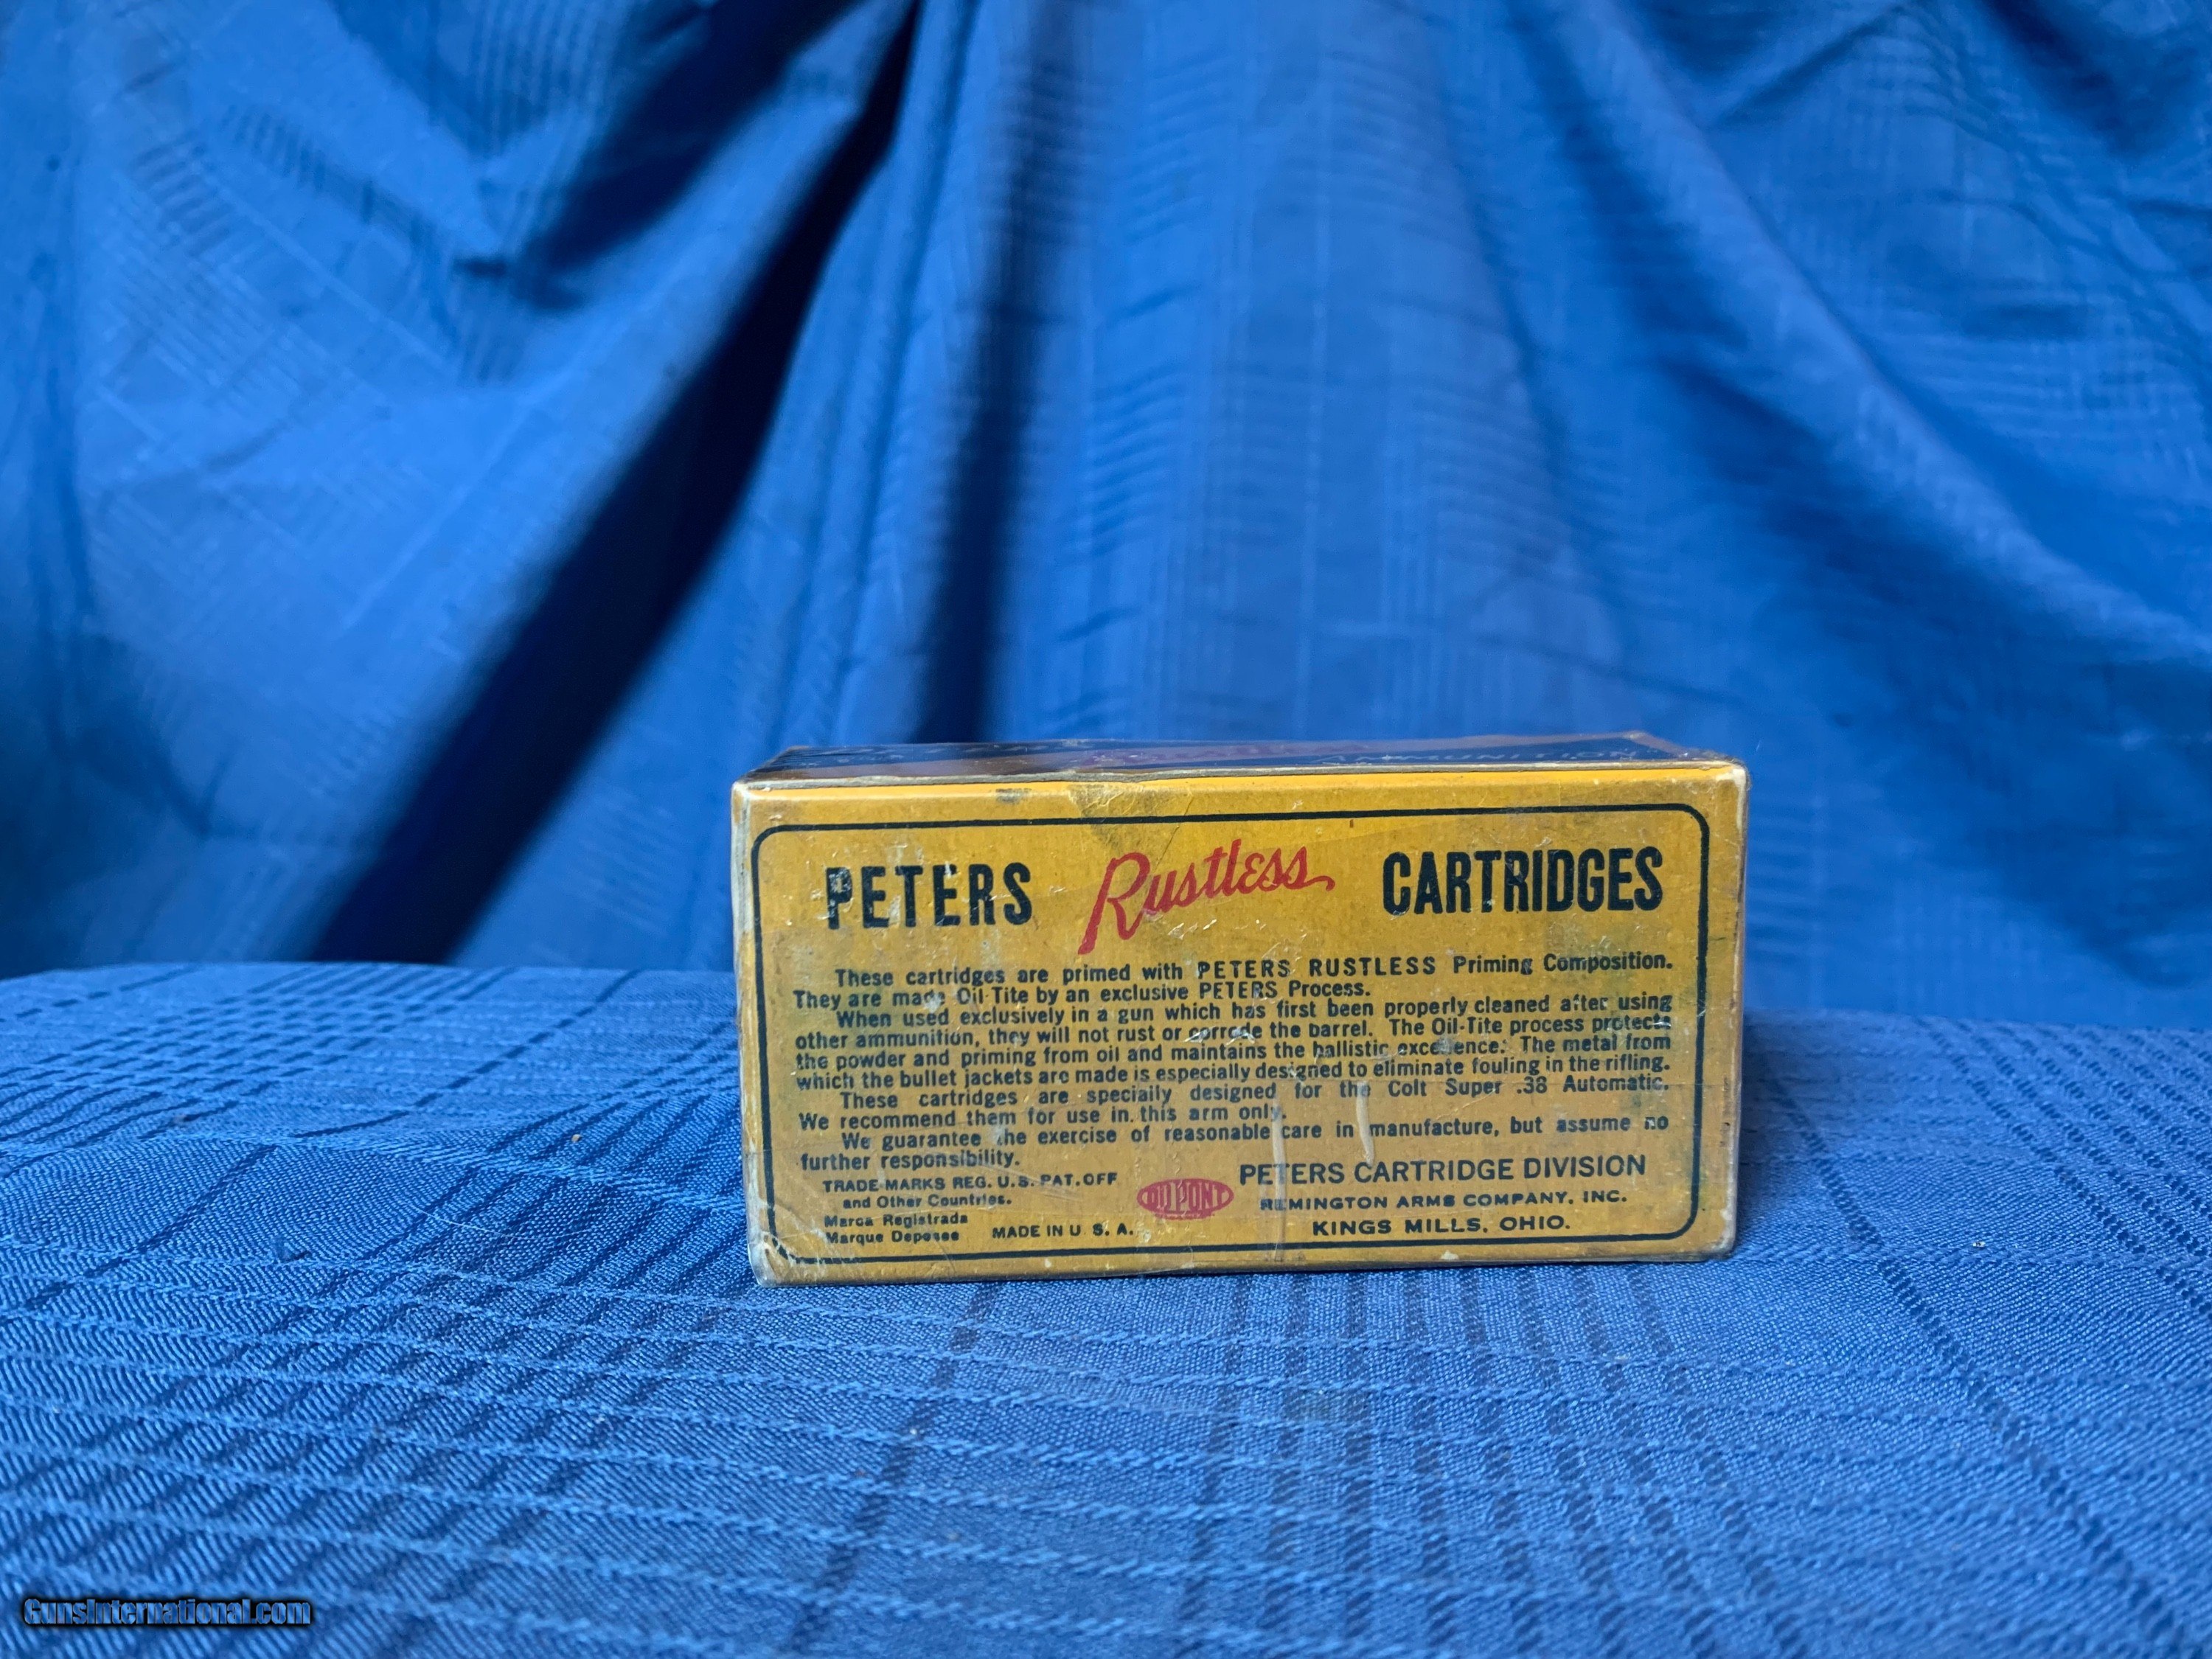 AMMUNITION
PETERS Rustless CARTRIDGES
These cartridges are primed with PETERS RUSTLESS Priming Composition.
They are made Oil-Tite by an exclusive PETERS Process.
When used exclusively in a gun which has first been properly cleaned after using
other ammunition, they will not rust or corrode the barrel. The Oil-Tite process protects
the powder and priming from oil and maintains the ballistic excellence. The metal from
which the bullet jackets are made is especially designed to eliminate fouling in the rifling.
These cartridges are specially designed for the Colt Super .38 Automatic.
We recommend them for use in this arm only.
We guarantee the exercise of reasonable care in manufacture, but assume no
further responsibility.
TRADE MARKS REG. U.S. PAT. OFF
and Other Countries.
Marca Registrada
Marque Deposee
MADE IN U. S. A.
DU PONT
PETERS CARTRIDGE DIVISION
REMINGTON ARMS COMPANY, INC.
KINGS MILLS, OHIO.
GunsInternational.com